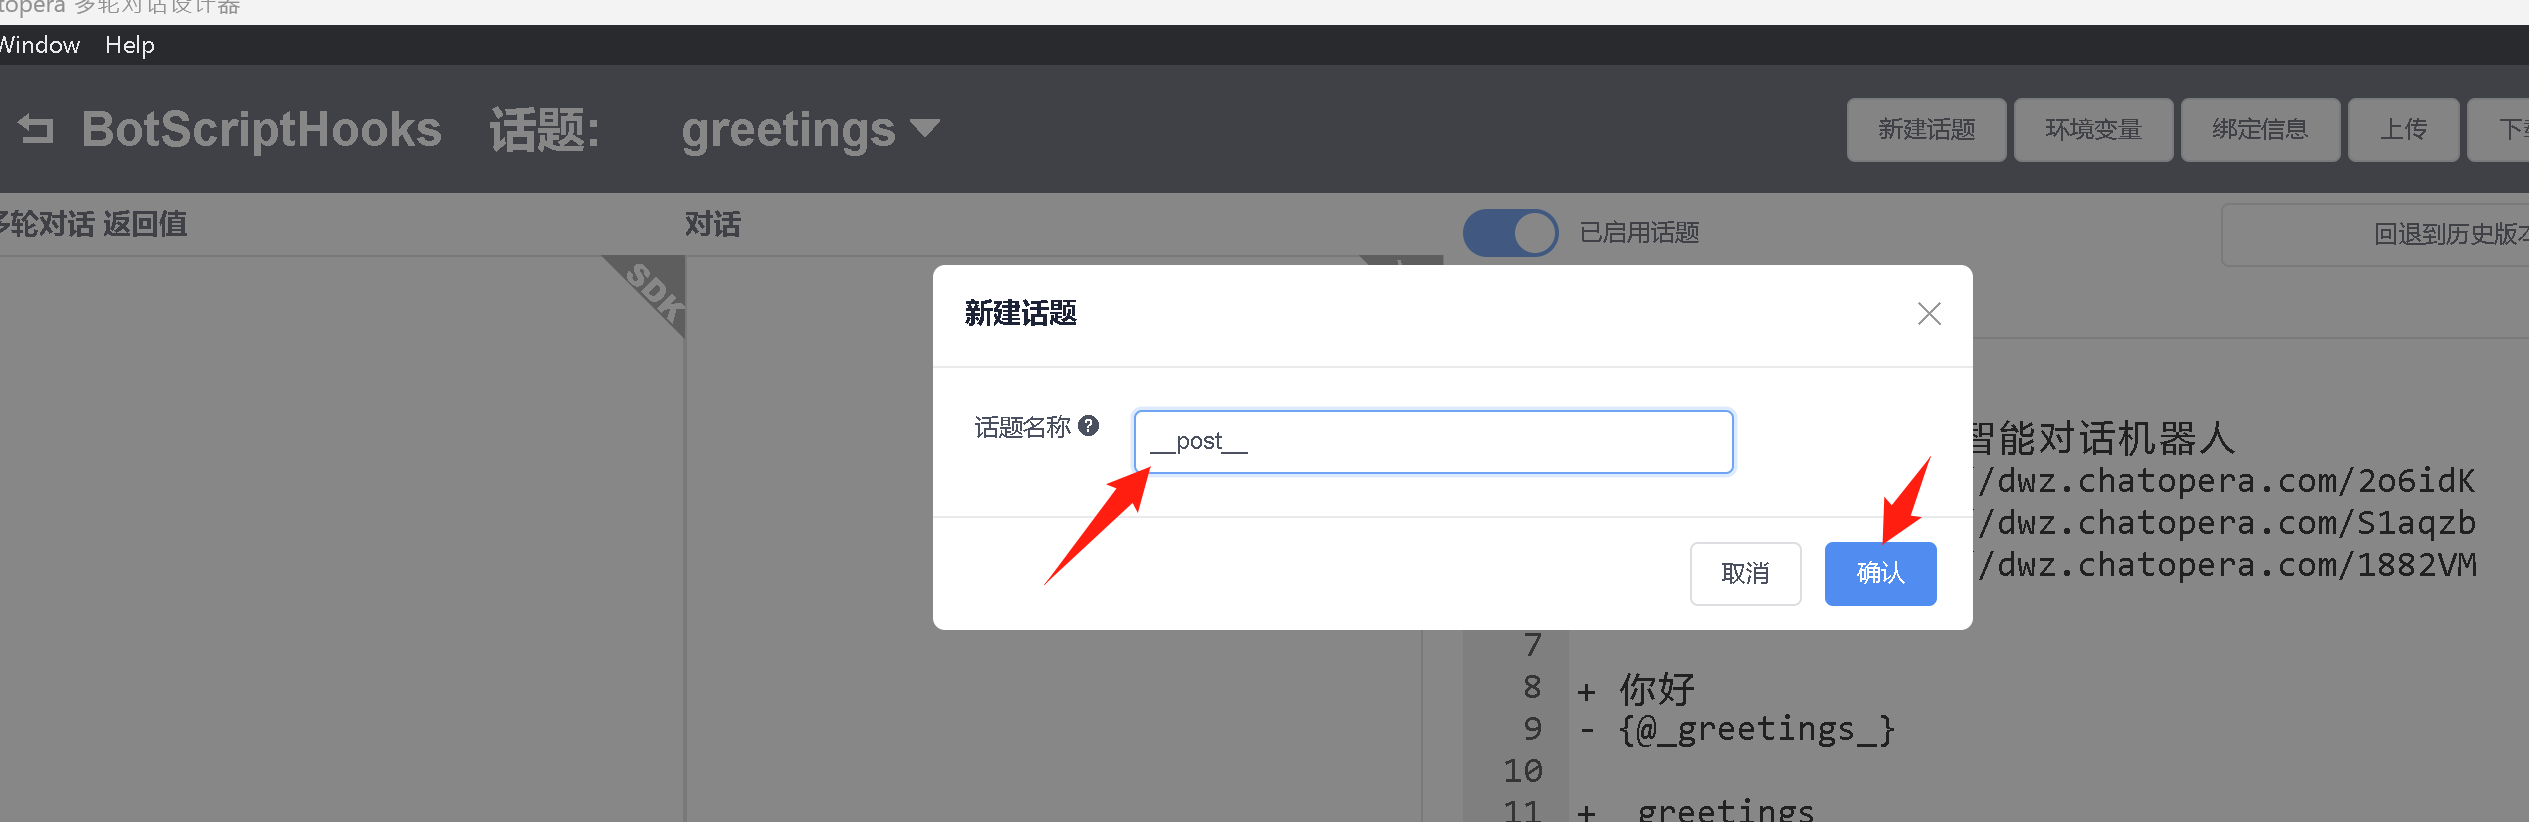 topera 多轮对话设计器
Window Help
BotScriptHooks 话题: greetings
新建话题 环境变量 绑定信息 上传 下载
多轮对话 返回值 对话 已启用话题 回退到历史版本
SDK
新建话题
话题名称 ?
__post__
取消 确认
智能对话机器人
//dwz.chatopera.com/2o6idK
//dwz.chatopera.com/S1aqzb
//dwz.chatopera.com/1882VM
7
8 + 你好
9 - {@_greetings_}
10
11 + greetings